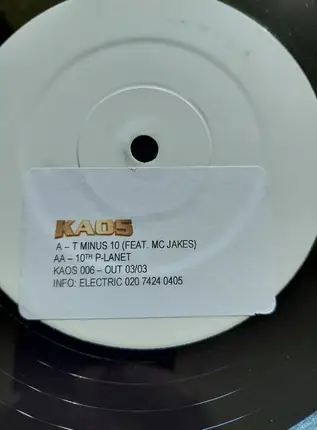 KAOS
A – T MINUS 10 (FEAT. MC JAKES)
AA – 10TH P-LANET
KAOS 006 – OUT 03/03
INFO: ELECTRIC 020 7424 0405